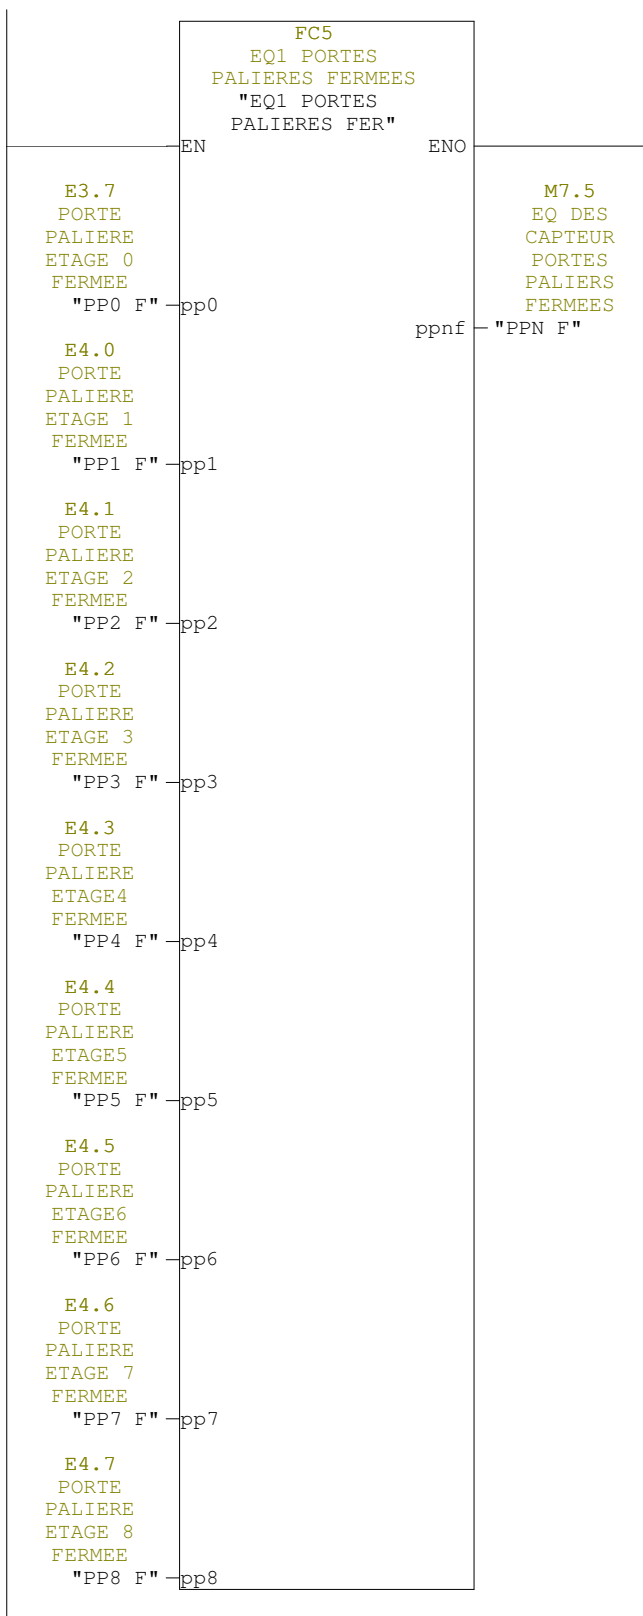 FC5
EQ1 PORTES
PALIERES FERMEES
"EQ1 PORTES
PALIERES FER"
EN
ENO
E3.7
PORTE
PALIERE
ETAGE 0
FERMEE
"PP0 F"
pp0
M7.5
EQ DES
CAPTEUR
PORTES
PALIERS
FERMEES
ppnf
"PPN F"
E4.0
PORTE
PALIERE
ETAGE 1
FERMEE
"PP1 F"
pp1
E4.1
PORTE
PALIERE
ETAGE 2
FERMEE
"PP2 F"
pp2
E4.2
PORTE
PALIERE
ETAGE 3
FERMEE
"PP3 F"
pp3
E4.3
PORTE
PALIERE
ETAGE4
FERMEE
"PP4 F"
pp4
E4.4
PORTE
PALIERE
ETAGE5
FERMEE
"PP5 F"
pp5
E4.5
PORTE
PALIERE
ETAGE6
FERMEE
"PP6 F"
pp6
E4.6
PORTE
PALIERE
ETAGE 7
FERMEE
"PP7 F"
pp7
E4.7
PORTE
PALIERE
ETAGE 8
FERMEE
"PP8 F"
pp8